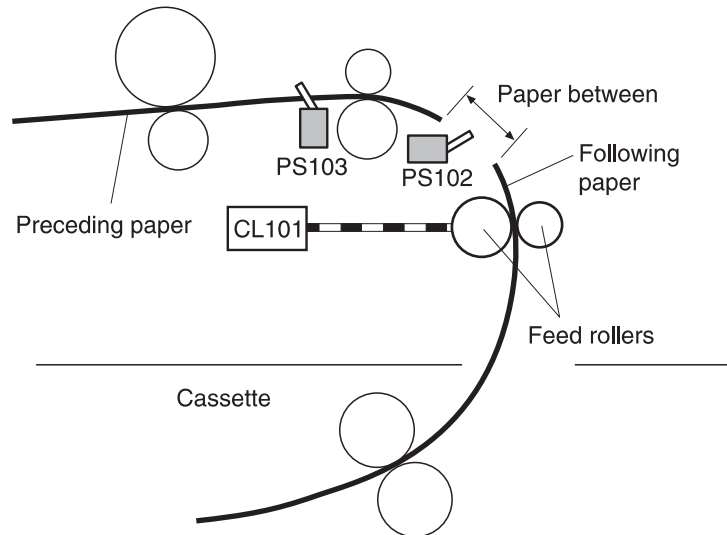 Paper between
PS103
PS102
Following
paper
Preceding paper
CL101
Feed rollers
Cassette